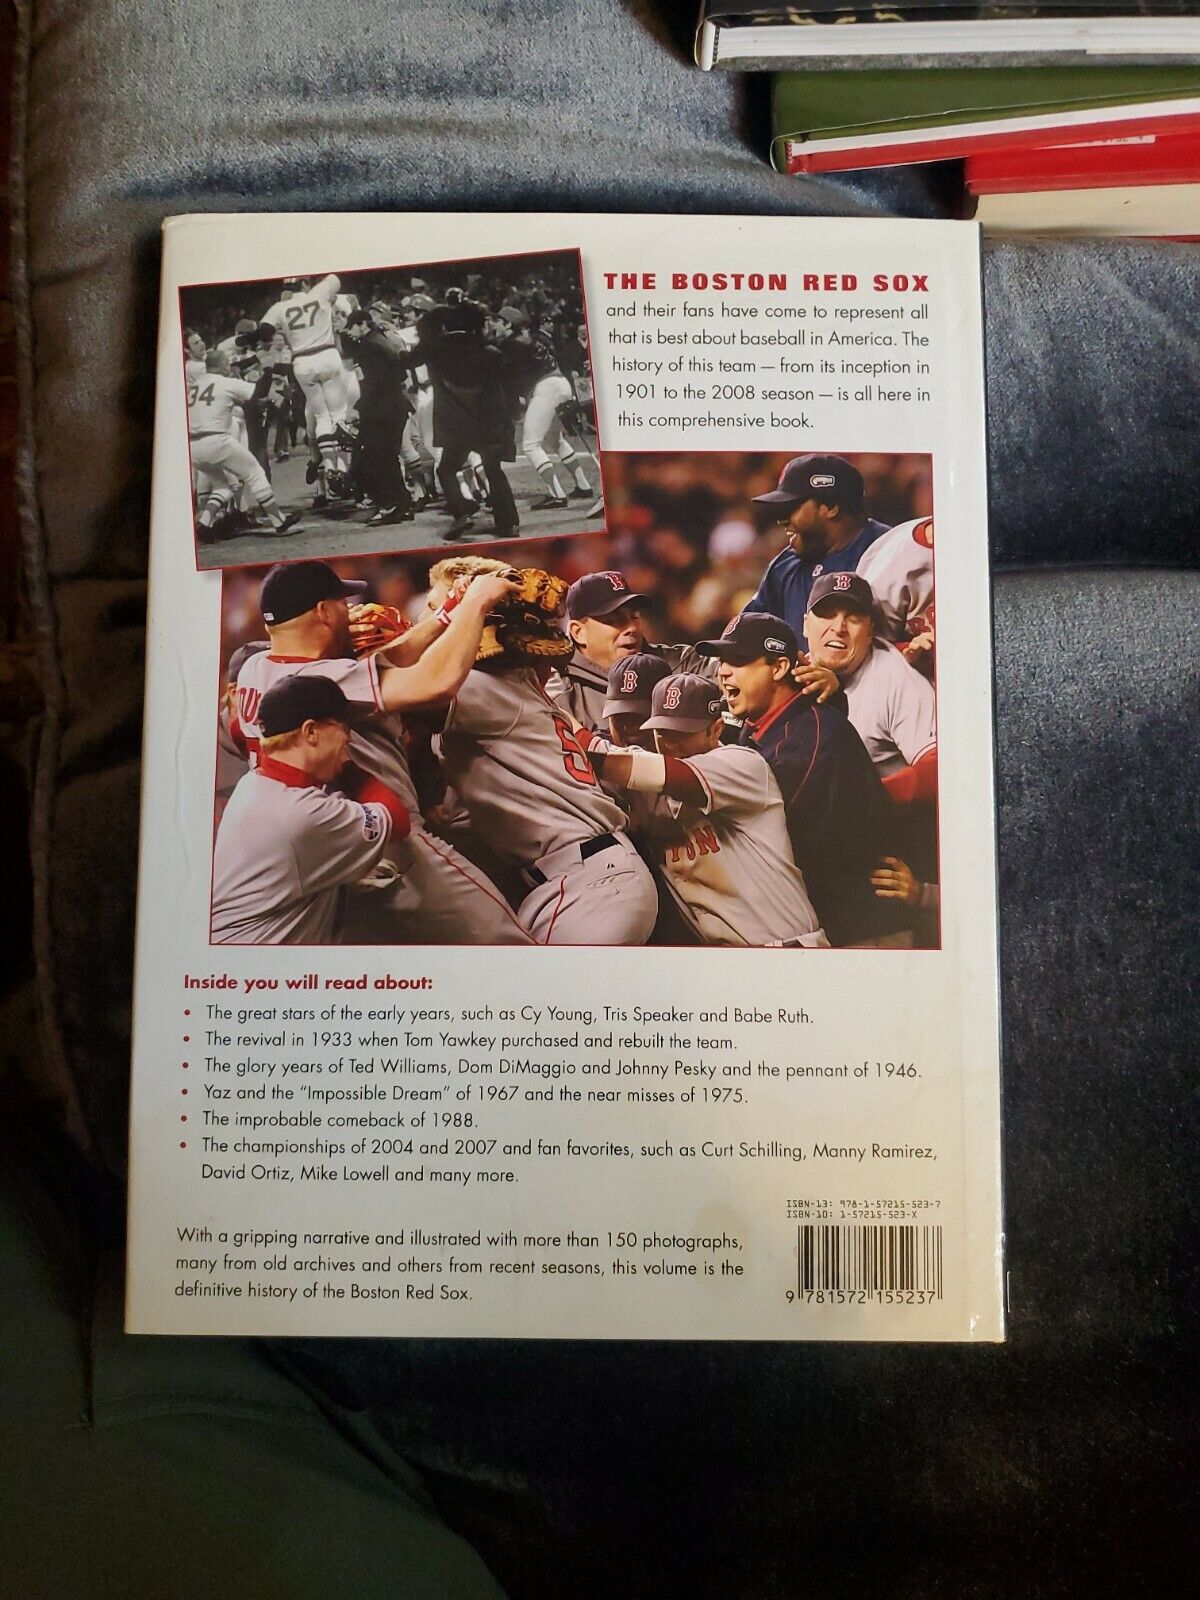 THE BOSTON RED SOX
and their fans have come to represent all
that is best about baseball in America. The
history of this team — from its inception in
1901 to the 2008 season — is all here in
this comprehensive book.
27
34
B
B
B
B
5
TON
Inside you will read about:
• The great stars of the early years, such as Cy Young, Tris Speaker and Babe Ruth.
• The revival in 1933 when Tom Yawkey purchased and rebuilt the team.
• The glory years of Ted Williams, Dom DiMaggio and Johnny Pesky and the pennant of 1946.
• Yaz and the "Impossible Dream" of 1967 and the near misses of 1975.
• The improbable comeback of 1988.
• The championships of 2004 and 2007 and fan favorites, such as Curt Schilling, Manny Ramirez,
David Ortiz, Mike Lowell and many more.
With a gripping narrative and illustrated with more than 150 photographs,
many from old archives and others from recent seasons, this volume is the
definitive history of the Boston Red Sox.
ISBN-13: 978-1-57215-523-7
ISBN-10: 1-57215-523-X
9 781572 155237